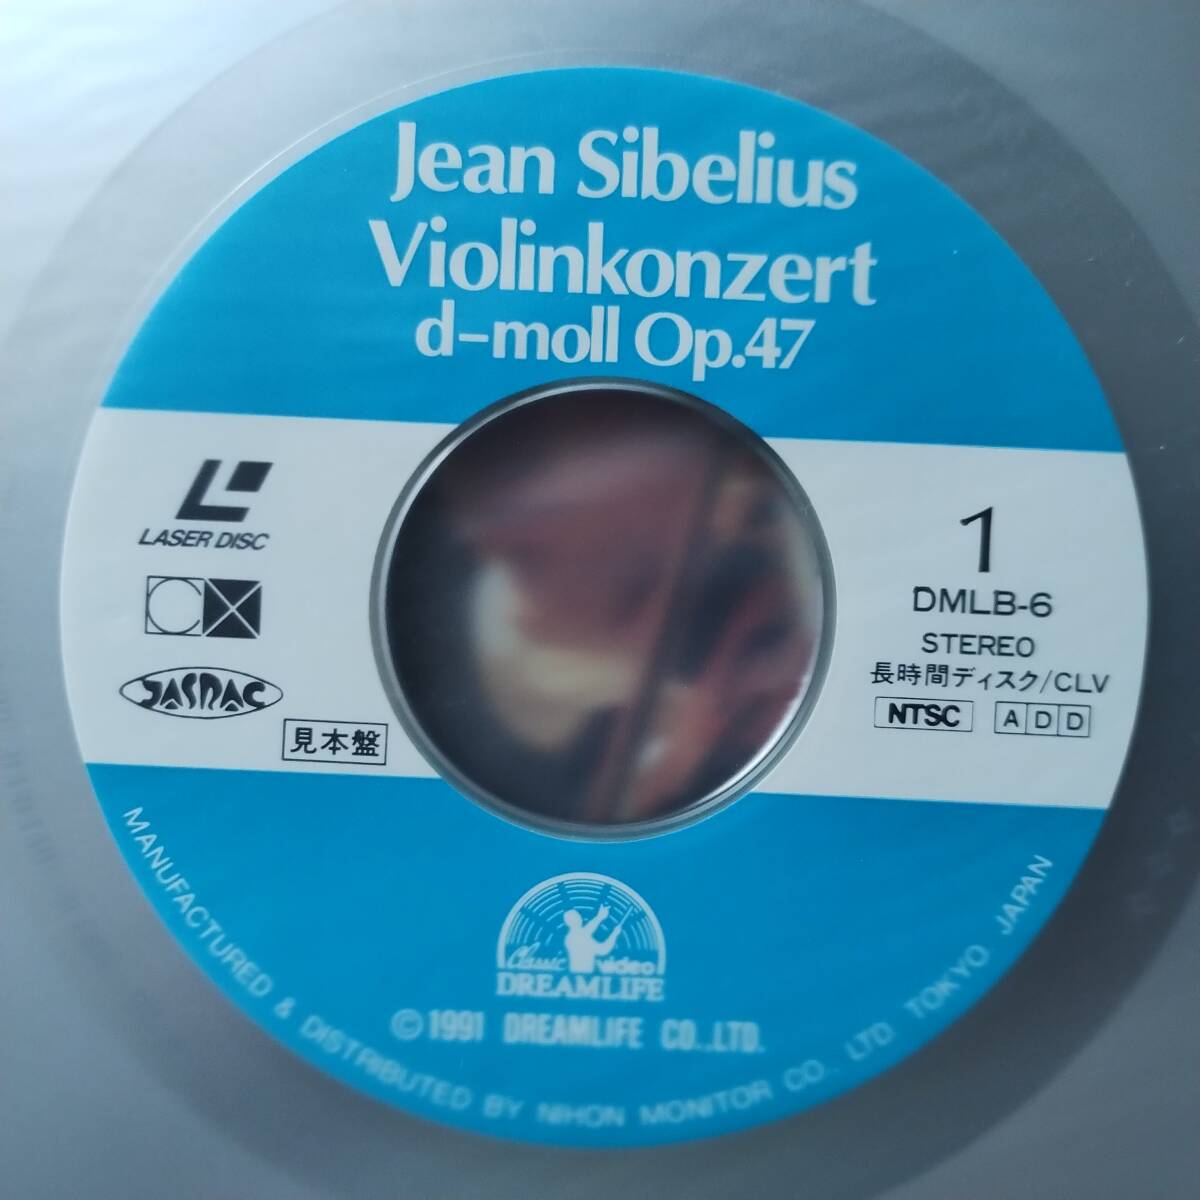 Jean Sibelius
Violinkonzert
d-moll Op.47
LASER DISC
CX
JASRAC
見本盤
1
DMLB-6
STEREO
長時間ディスク/CLV
NTSC ADD
Classic video
DREAMLIFE
©1991 DREAMLIFE CO.,LTD.
MANUFACTURED & DISTRIBUTED BY NIHON MONITOR CO., LTD TOKYO JAPAN